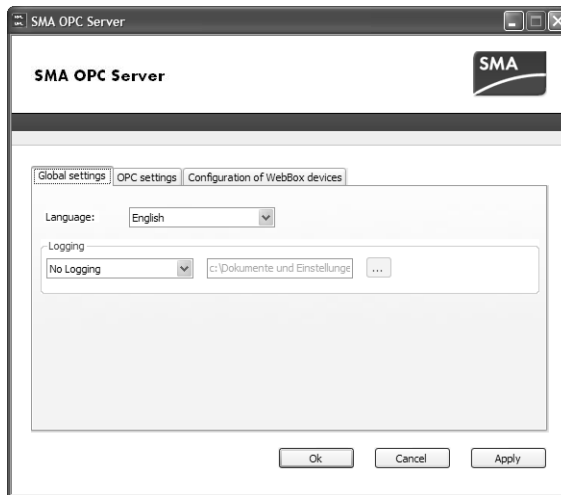 SMA OPC Server
SMA OPC Server
SMA
Global settings OPC settings Configuration of WebBox devices
Language: English
Logging
No Logging c:\Dokumente und Einstellunge ...
Ok Cancel Apply